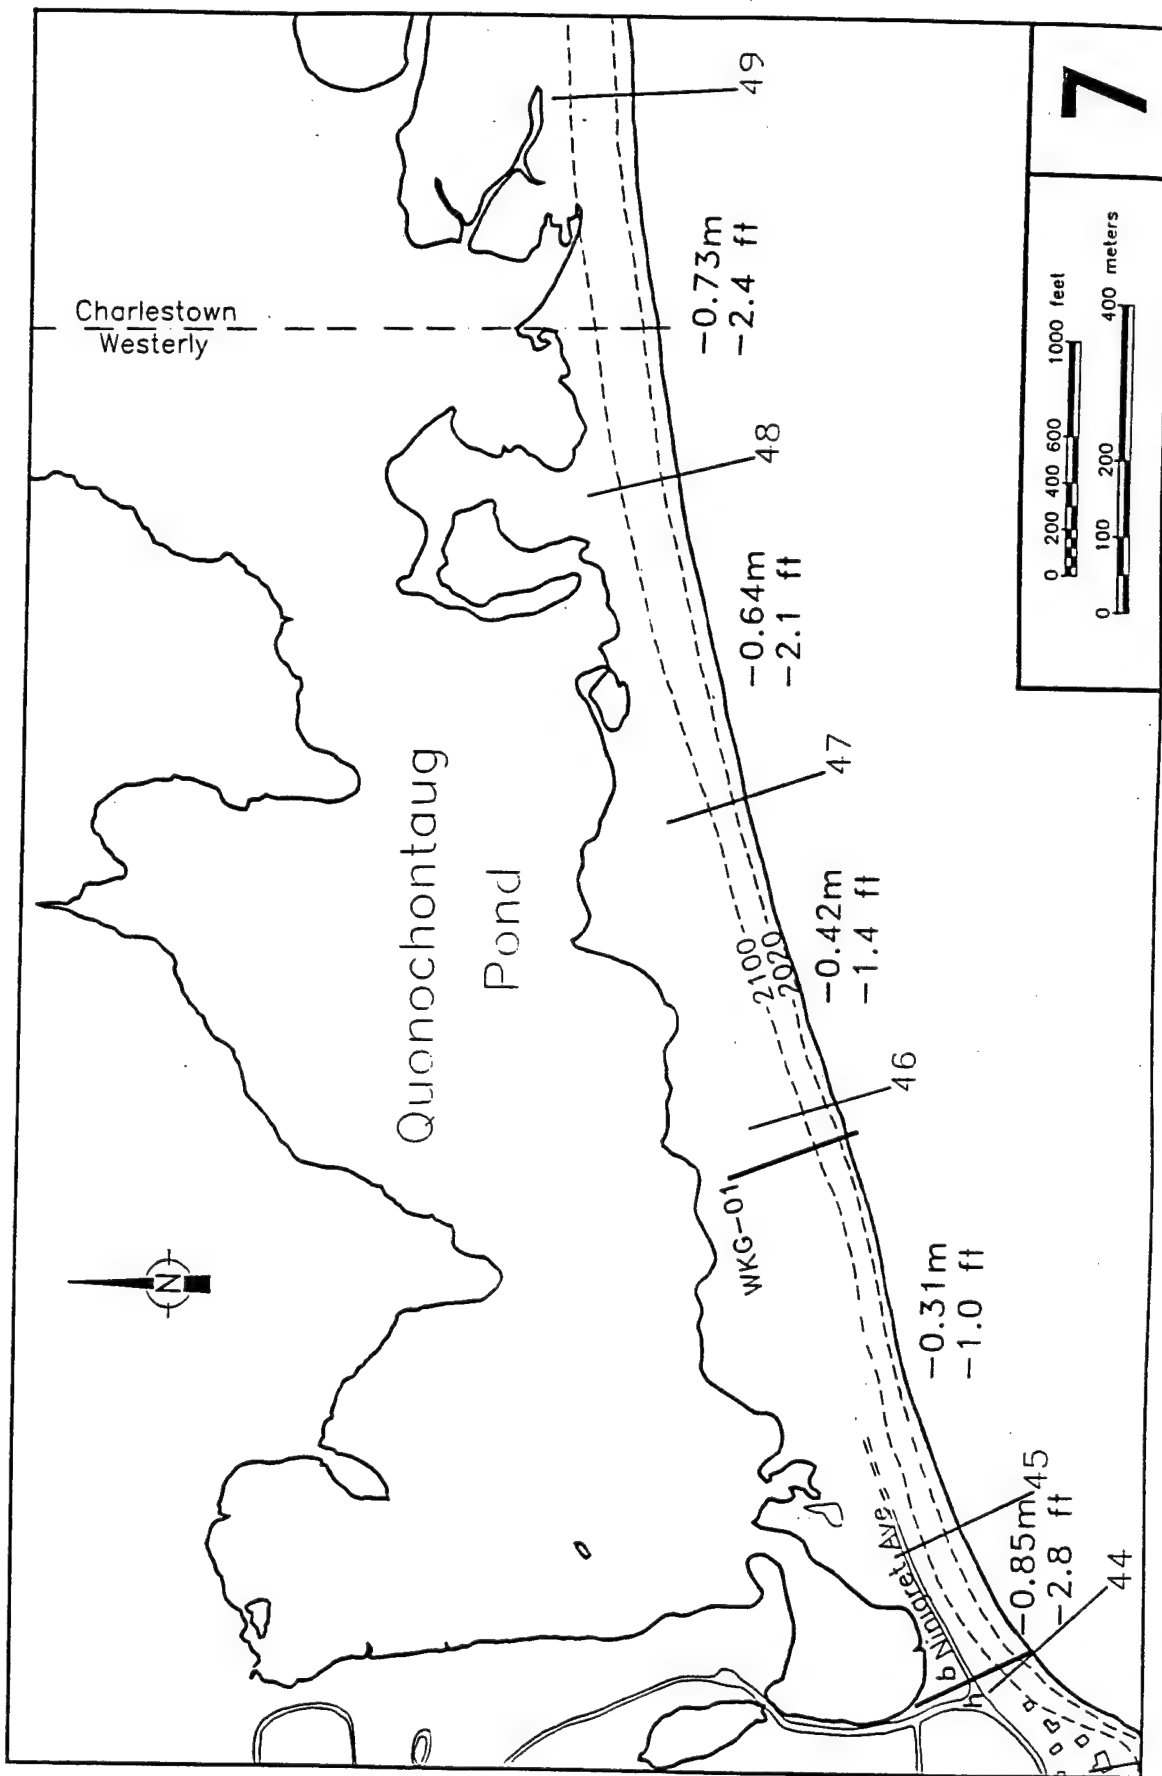 Charlestown
Westerly
49
-0.73m
-2.4 ft
48
-0.64m
-2.1 ft
47
Quonochontaug
Pond
2100
2020
-0.42m
-1.4 ft
46
WKG-01
-0.31m
-1.0 ft
45
Ninigret Ave
-0.85m
-2.8 ft
44
b
h
N
7
0 200 400 600 1000 feet
0 100 200 400 meters